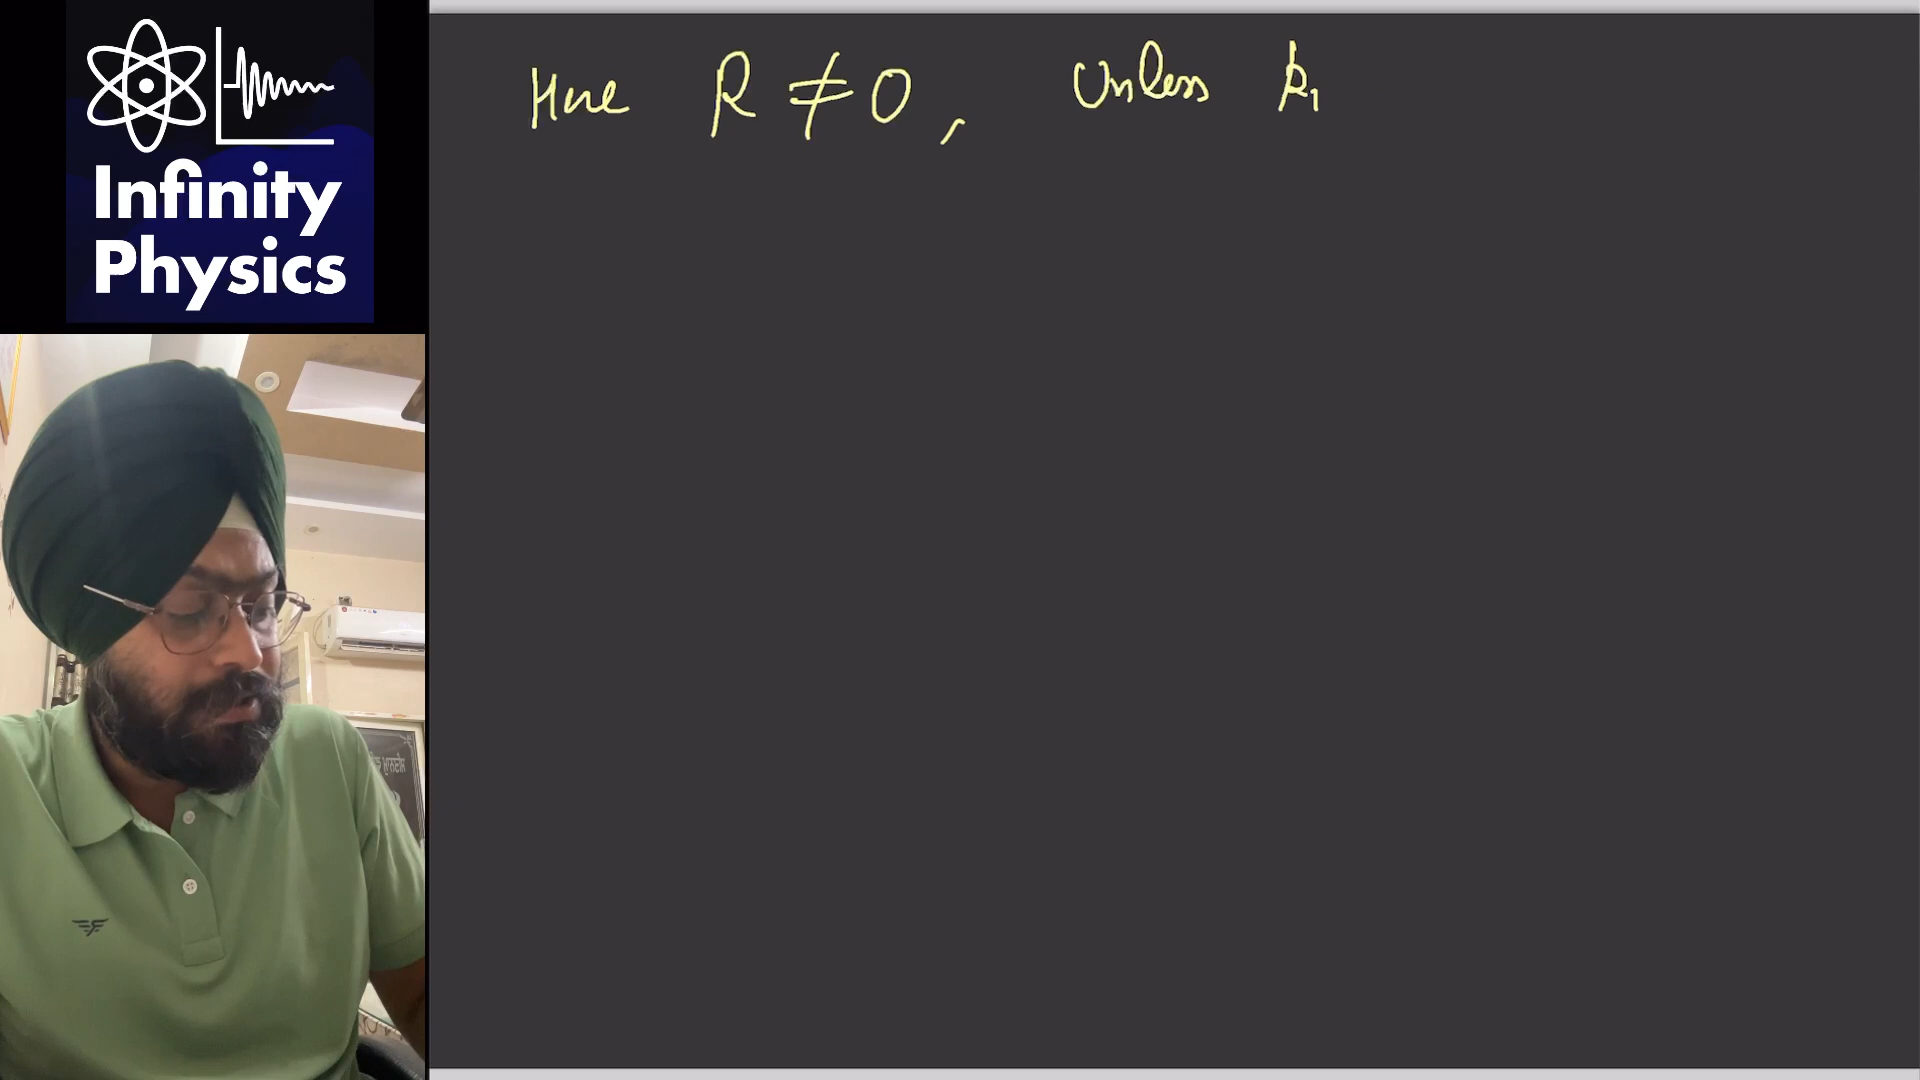 Infinity
Physics
Here R ≠ 0, Unless k₁